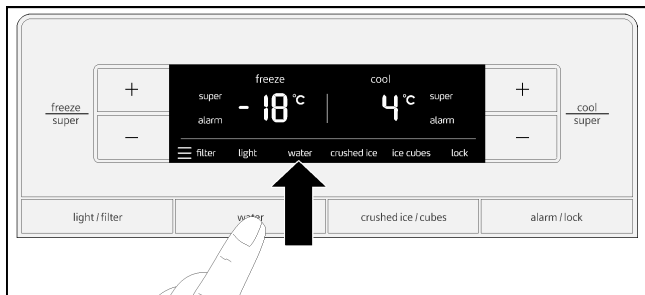 freeze cool
super super
freeze
super
+ - 18 °C 4 °C + cool
super
alarm alarm
− −
filter light water crushed ice ice cubes lock
light / filter water crushed ice / cubes alarm / lock